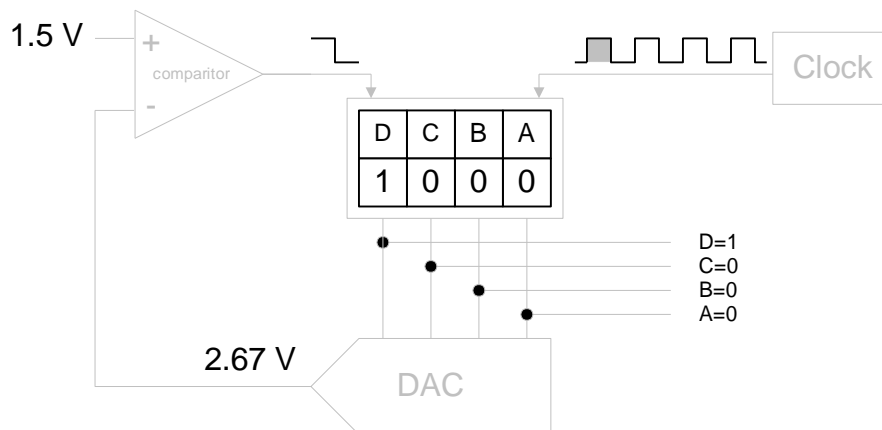 1.5 V
+
comparitor
-
Clock
D C B A
1 0 0 0
D=1
C=0
B=0
A=0
2.67 V
DAC